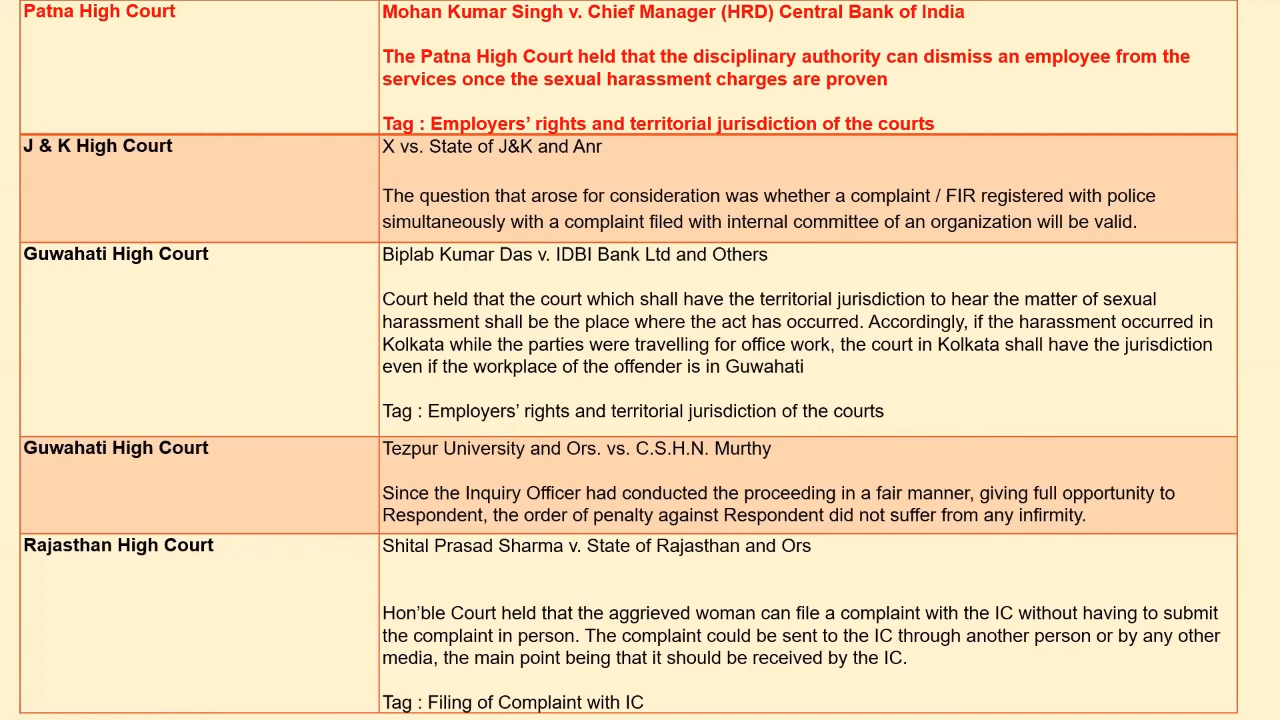 Patna High Court
Mohan Kumar Singh v. Chief Manager (HRD) Central Bank of India
The Patna High Court held that the disciplinary authority can dismiss an employee from the
services once the sexual harassment charges are proven
Tag : Employers’ rights and territorial jurisdiction of the courts
J & K High Court
X vs. State of J&K and Anr
The question that arose for consideration was whether a complaint / FIR registered with police
simultaneously with a complaint filed with internal committee of an organization will be valid.
Guwahati High Court
Biplab Kumar Das v. IDBI Bank Ltd and Others
Court held that the court which shall have the territorial jurisdiction to hear the matter of sexual
harassment shall be the place where the act has occurred. Accordingly, if the harassment occurred in
Kolkata while the parties were travelling for office work, the court in Kolkata shall have the jurisdiction
even if the workplace of the offender is in Guwahati
Tag : Employers’ rights and territorial jurisdiction of the courts
Guwahati High Court
Tezpur University and Ors. vs. C.S.H.N. Murthy
Since the Inquiry Officer had conducted the proceeding in a fair manner, giving full opportunity to
Respondent, the order of penalty against Respondent did not suffer from any infirmity.
Rajasthan High Court
Shital Prasad Sharma v. State of Rajasthan and Ors
Hon’ble Court held that the aggrieved woman can file a complaint with the IC without having to submit
the complaint in person. The complaint could be sent to the IC through another person or by any other
media, the main point being that it should be received by the IC.
Tag : Filing of Complaint with IC